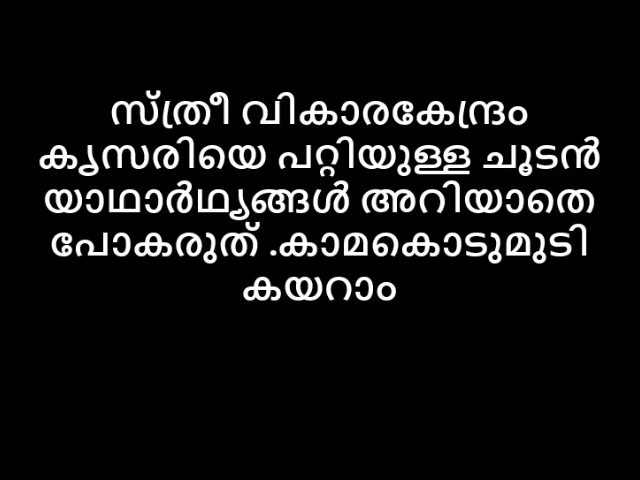 സ്ത്രീ വികാരകേന്ദ്രം
കൃസരിയെ പറ്റിയുള്ള ചൂടൻ
യാഥാർഥ്യങ്ങൾ അറിയാതെ
പോകരുത് .കാമകൊടുമുടി
കയറാം